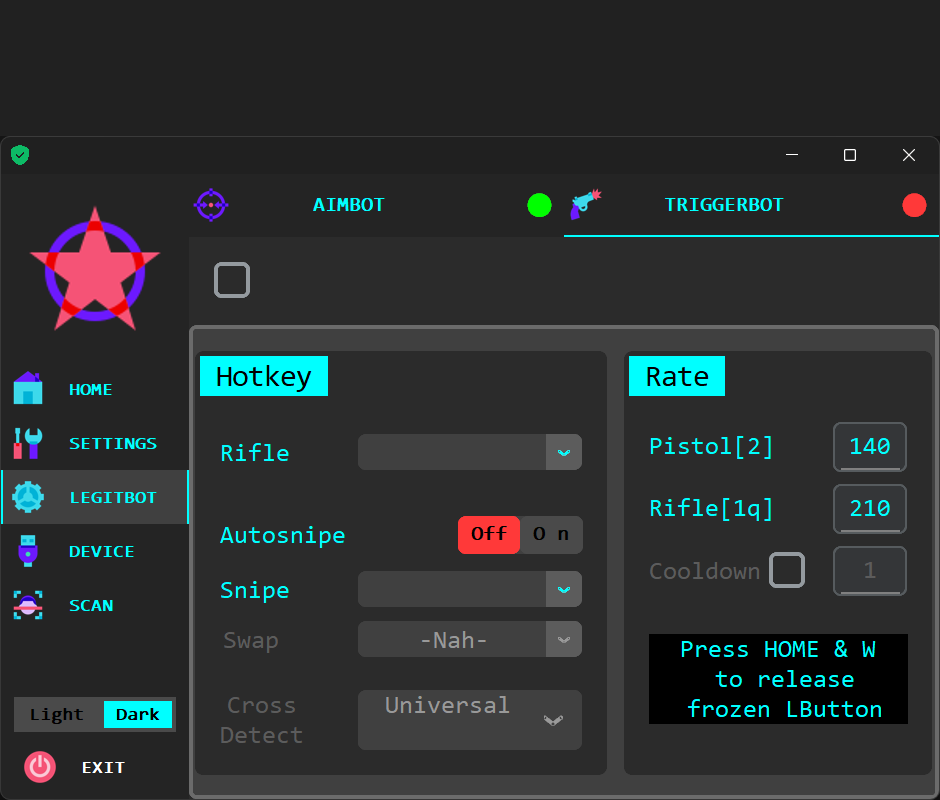 AIMBOT
TRIGGERBOT
HOME
SETTINGS
LEGITBOT
DEVICE
SCAN
Light
Dark
EXIT
Hotkey
Rifle
Autosnipe
Off
O n
Snipe
Swap
-Nah-
Cross
Detect
Universal
Rate
Pistol[2]
140
Rifle[1q]
210
Cooldown
1
Press HOME & W
to release
frozen LButton